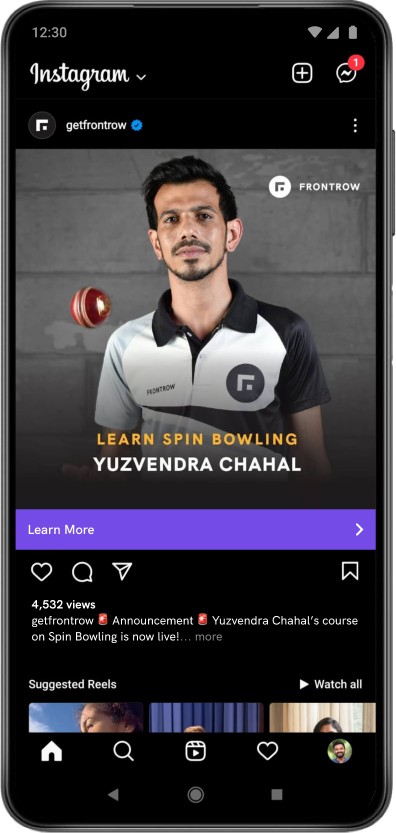 12:30
Instagram
1
getfrontrow
FRONTROW
FRONTROW
LEARN SPIN BOWLING
YUZVENDRA CHAHAL
Learn More
4,532 views
getfrontrow 🚨 Announcement 🚨 Yuzvendra Chahal’s course
on Spin Bowling is now live!... more
Suggested Reels
Watch all